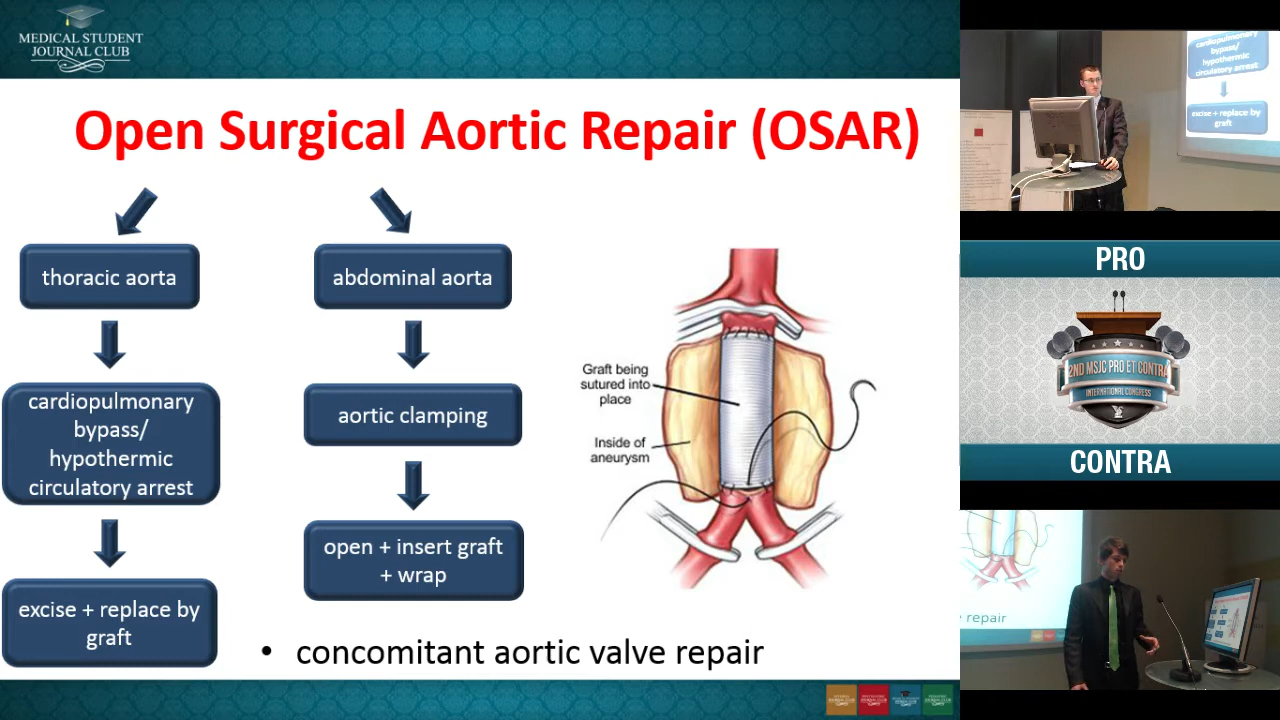 MEDICAL STUDENT
JOURNAL CLUB
Open Surgical Aortic Repair (OSAR)
thoracic aorta
cardiopulmonary
bypass/
hypothermic
circulatory arrest
excise + replace by
graft
abdominal aorta
aortic clamping
open + insert graft
+ wrap
Graft being
sutured into
place
Inside of
aneurysm
• concomitant aortic valve repair
cardiopulmonary
bypass/
hypothermic
circulatory arrest
excise + replace by
graft
PRO
2ND MSJC PRO ET CONTRA
INTERNATIONAL CONGRESS
CONTRA
repair